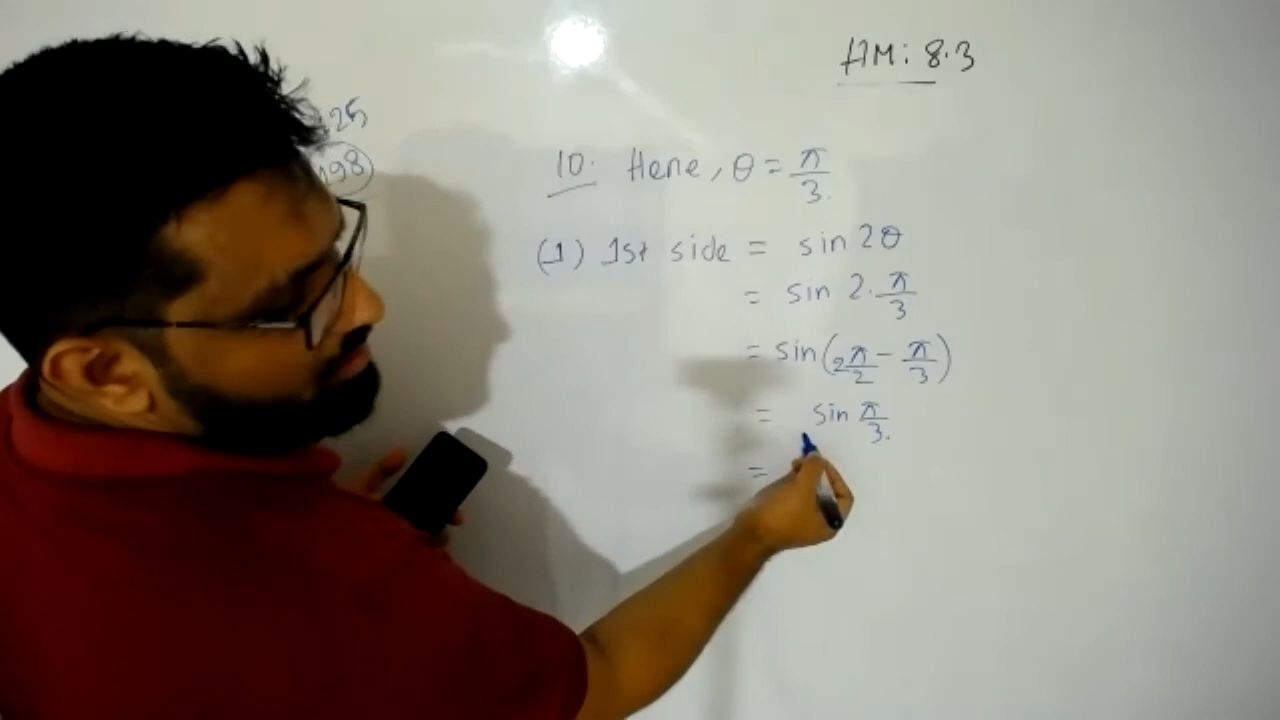 HM: 8.3
198
10. Here, θ = π/3.
(1) 1st side = sin 2θ
= sin 2. π/3
= sin(2π/2 - π/3)
= sin π/3.
=